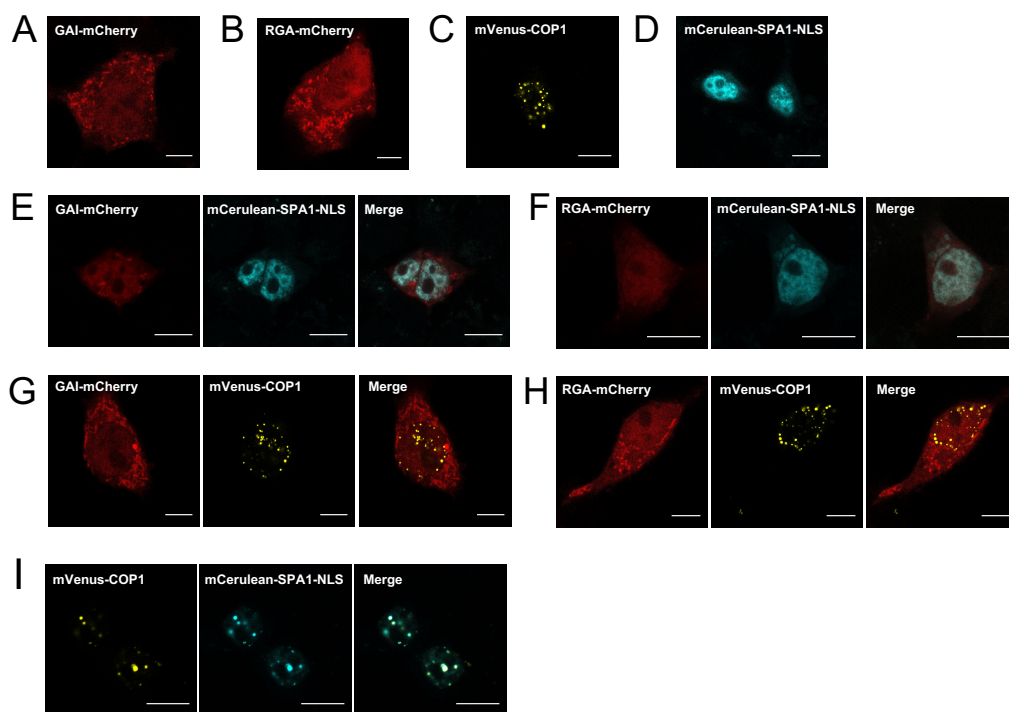 A
GAI-mCherry
B
RGA-mCherry
C
mVenus-COP1
D
mCerulean-SPA1-NLS
E
GAI-mCherry
mCerulean-SPA1-NLS
Merge
F
RGA-mCherry
mCerulean-SPA1-NLS
Merge
G
GAI-mCherry
mVenus-COP1
Merge
H
RGA-mCherry
mVenus-COP1
Merge
I
mVenus-COP1
mCerulean-SPA1-NLS
Merge